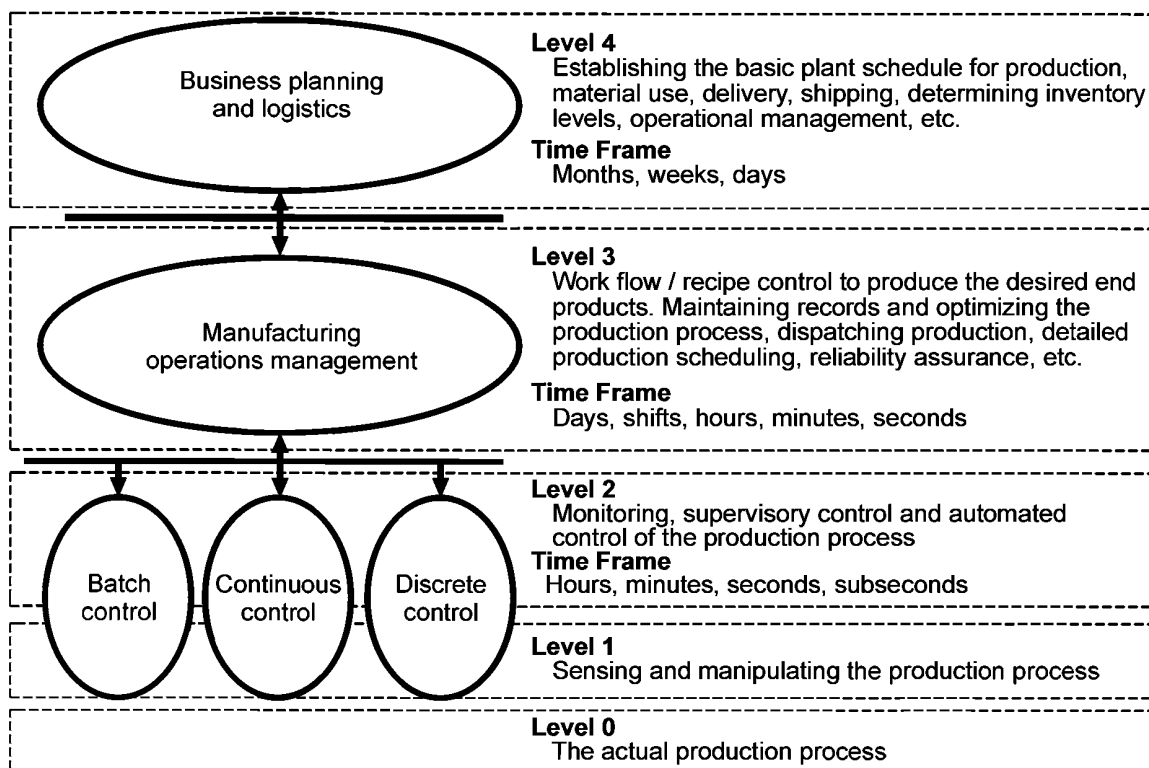 Business planning
and logistics
Level 4
Establishing the basic plant schedule for production,
material use, delivery, shipping, determining inventory
levels, operational management, etc.
Time Frame
Months, weeks, days
Manufacturing
operations management
Level 3
Work flow / recipe control to produce the desired end
products. Maintaining records and optimizing the
production process, dispatching production, detailed
production scheduling, reliability assurance, etc.
Time Frame
Days, shifts, hours, minutes, seconds
Batch
control
Continuous
control
Discrete
control
Level 2
Monitoring, supervisory control and automated
control of the production process
Time Frame
Hours, minutes, seconds, subseconds
Level 1
Sensing and manipulating the production process
Level 0
The actual production process